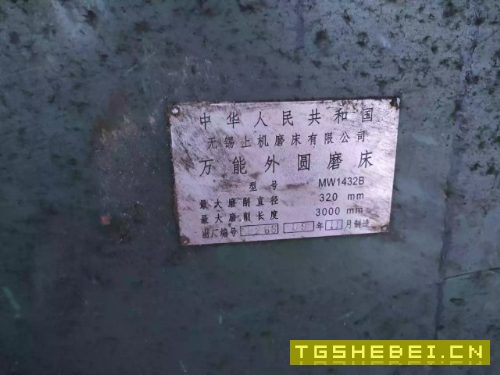 中华人民共和国
无锡上机磨床有限公司
万能外圆磨床
型号 MW1432B
最大磨削直径 320 mm
最大磨削长度 3000 mm
出厂编号 年 月制造
TGSHEBEI.CN